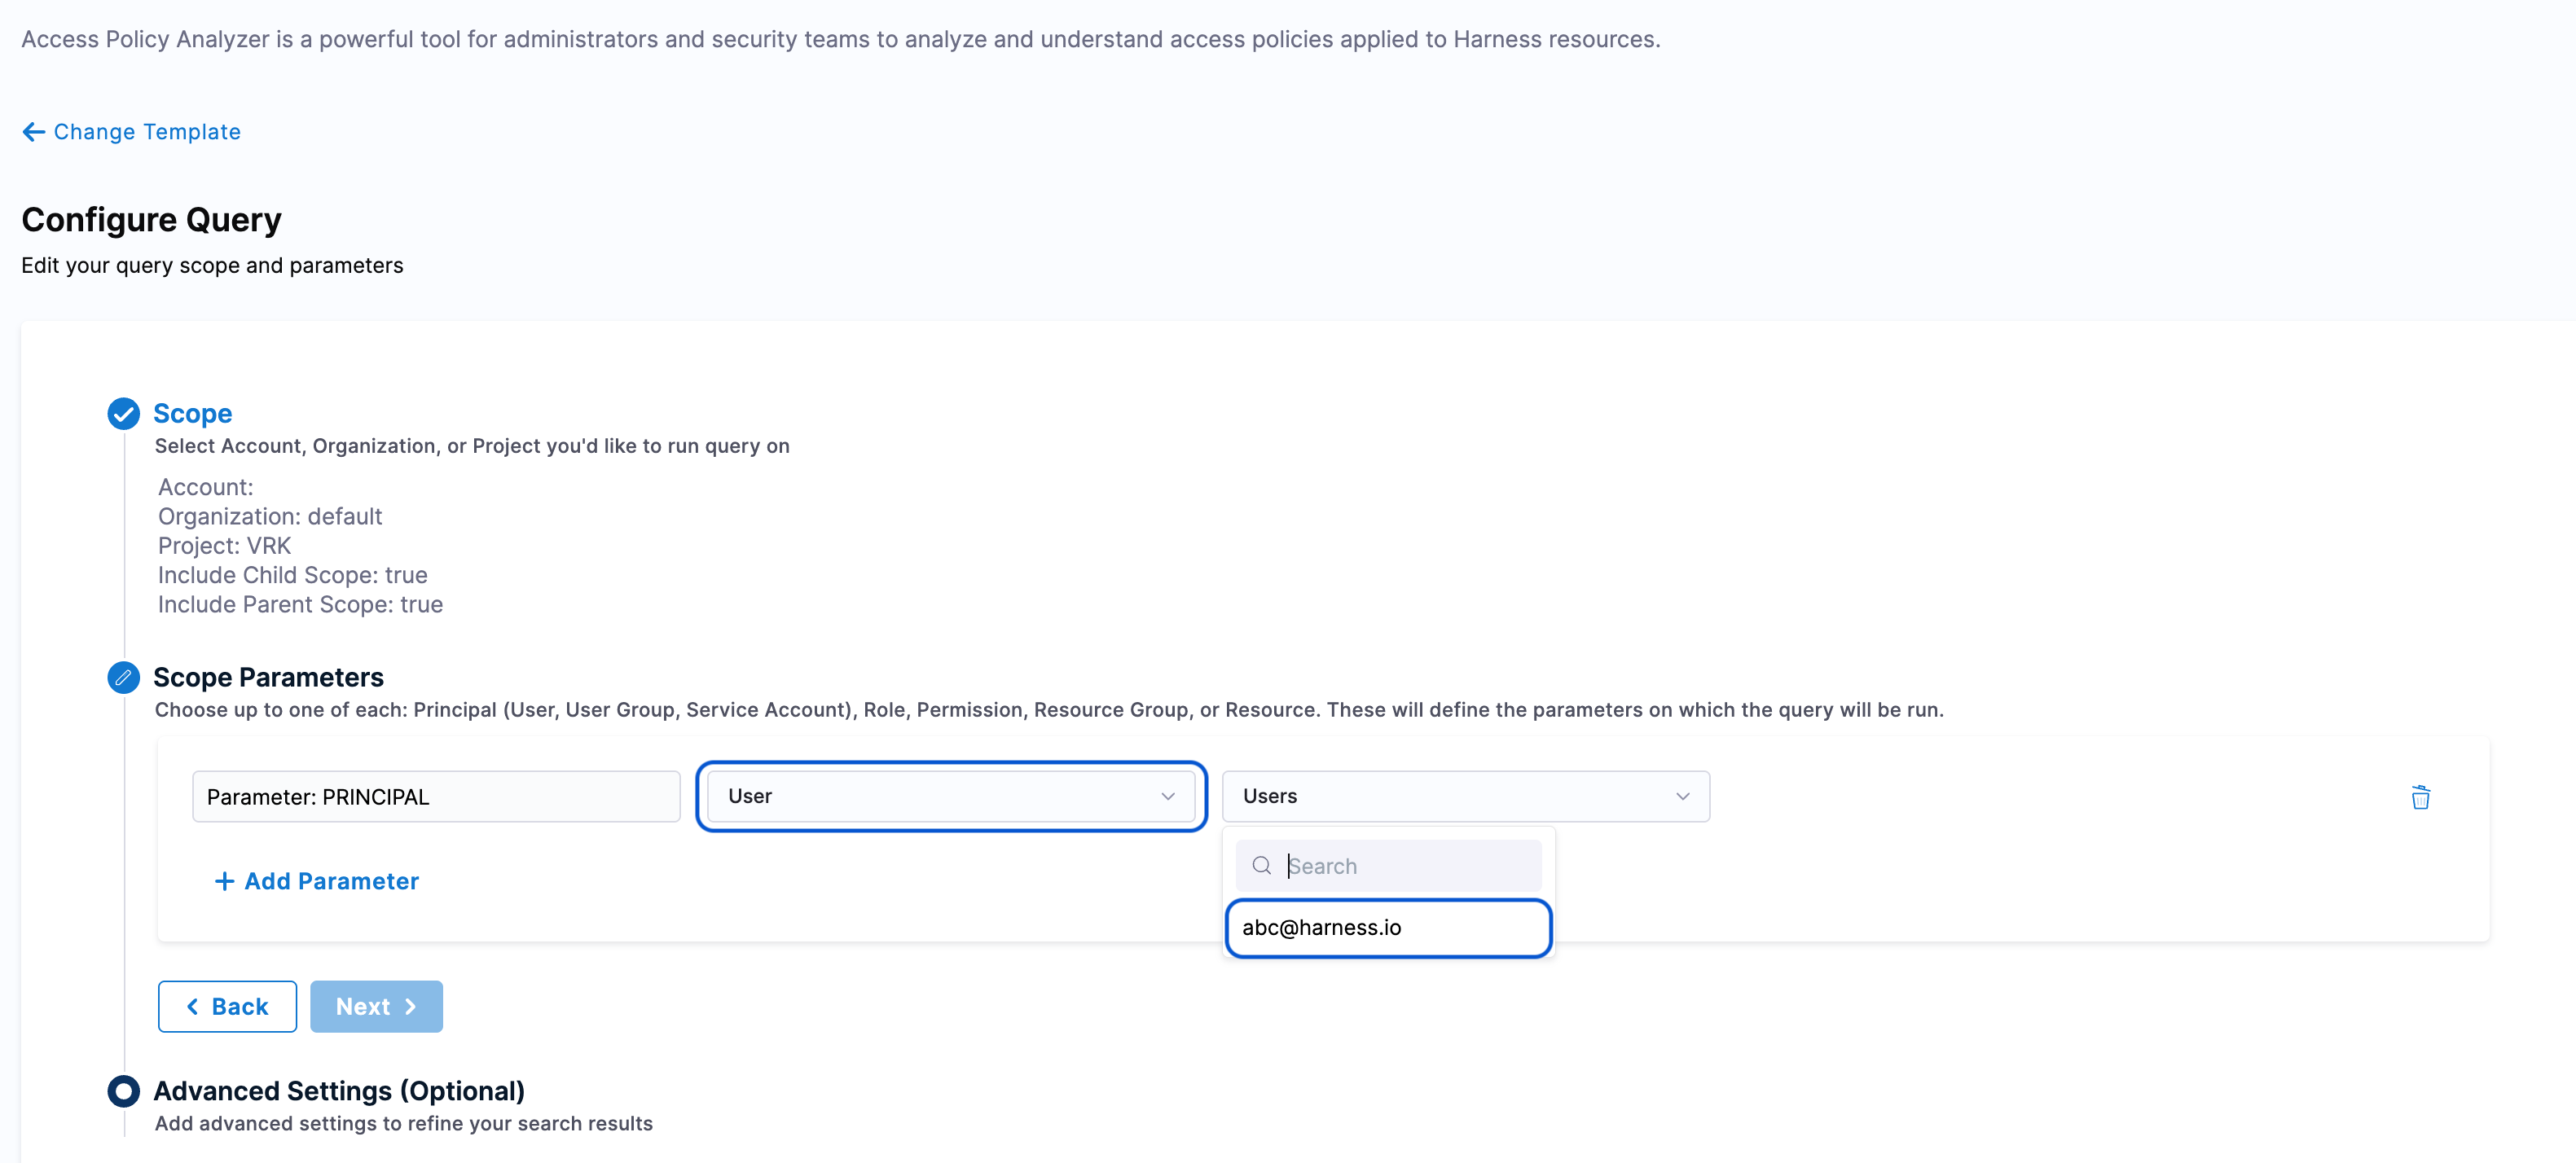 Access Policy Analyzer is a powerful tool for administrators and security teams to analyze and understand access policies applied to Harness resources.
Change Template
Configure Query
Edit your query scope and parameters
Scope
Select Account, Organization, or Project you'd like to run query on
Account:
Organization: default
Project: VRK
Include Child Scope: true
Include Parent Scope: true
Scope Parameters
Choose up to one of each: Principal (User, User Group, Service Account), Role, Permission, Resource Group, or Resource. These will define the parameters on which the query will be run.
Parameter: PRINCIPAL User Users
Search
+ Add Parameter
abc@harness.io
Back Next
Advanced Settings (Optional)
Add advanced settings to refine your search results